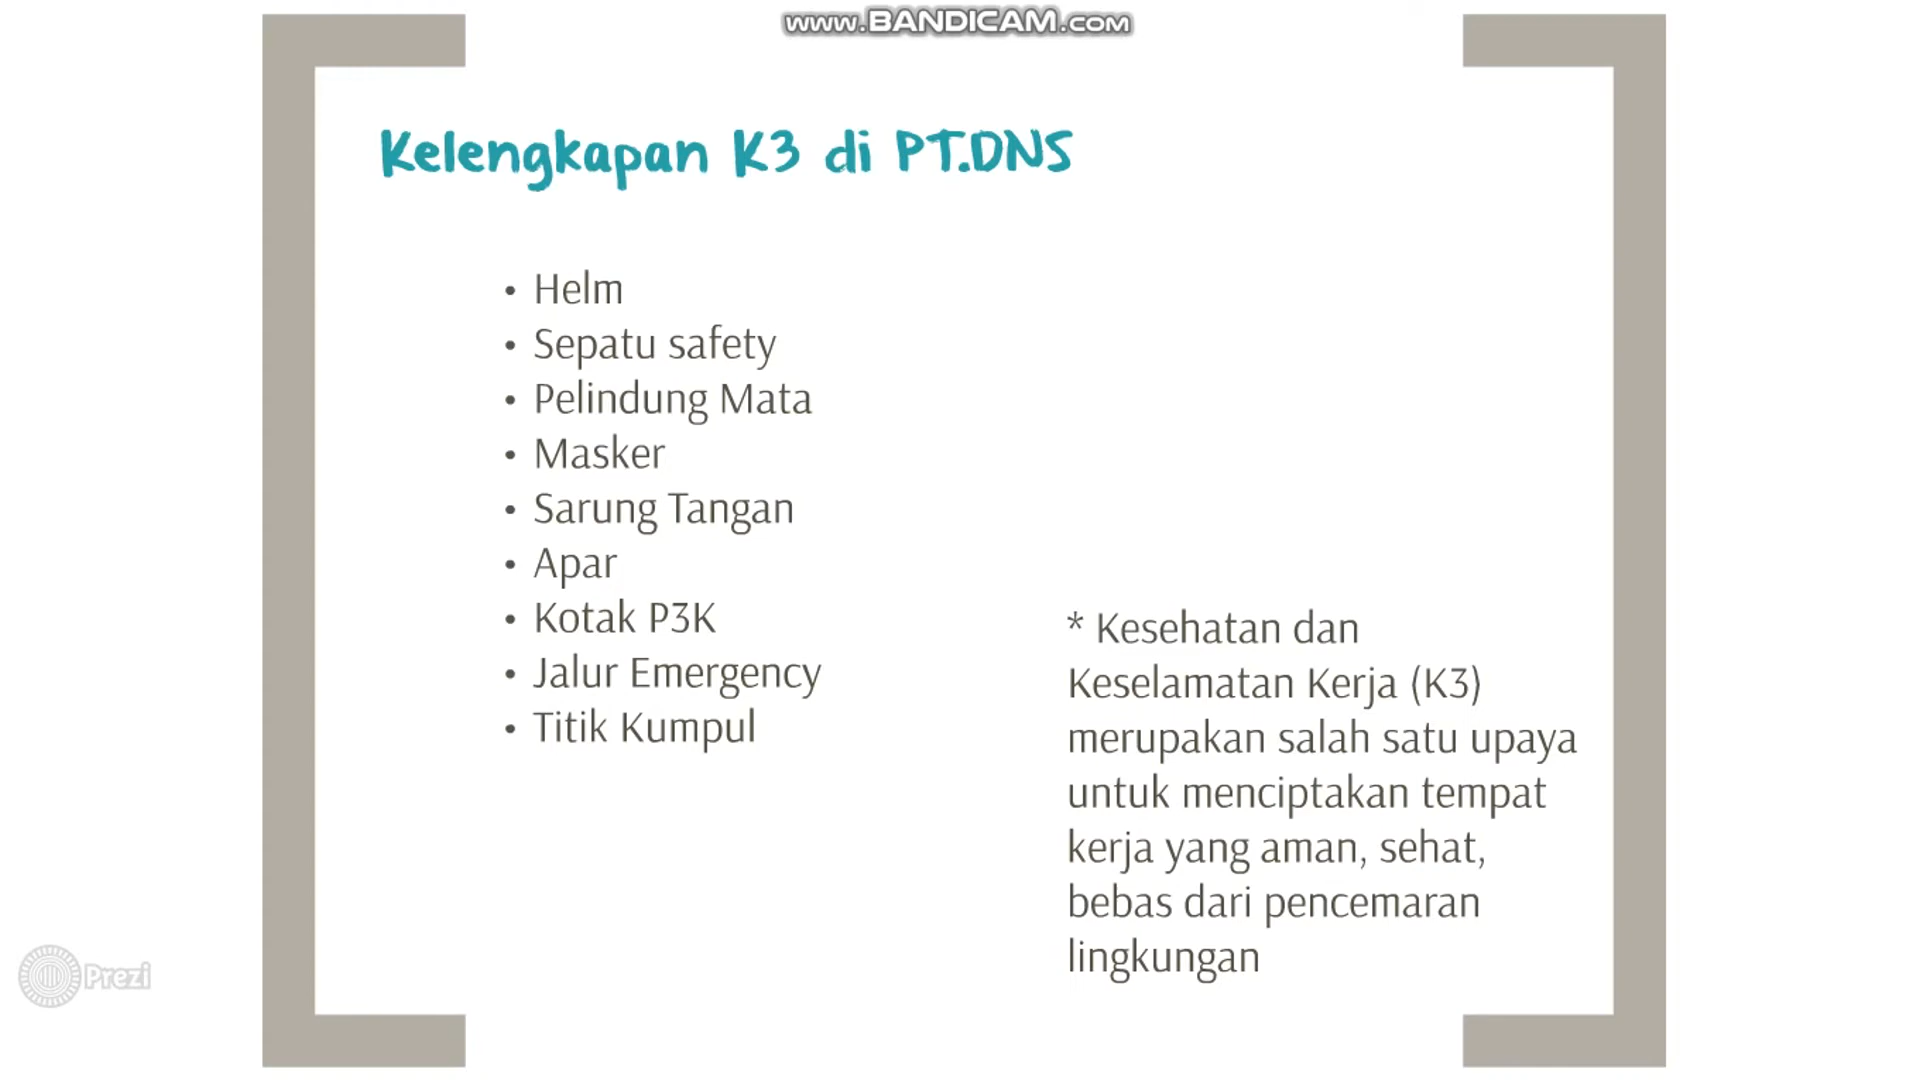 www.BANDICAM.com
Kelengkapan K3 di PT.DNS
• Helm
• Sepatu safety
• Pelindung Mata
• Masker
• Sarung Tangan
• Apar
• Kotak P3K
• Jalur Emergency
• Titik Kumpul
* Kesehatan dan
Keselamatan Kerja (K3)
merupakan salah satu upaya
untuk menciptakan tempat
kerja yang aman, sehat,
bebas dari pencemaran
lingkungan
Prezi